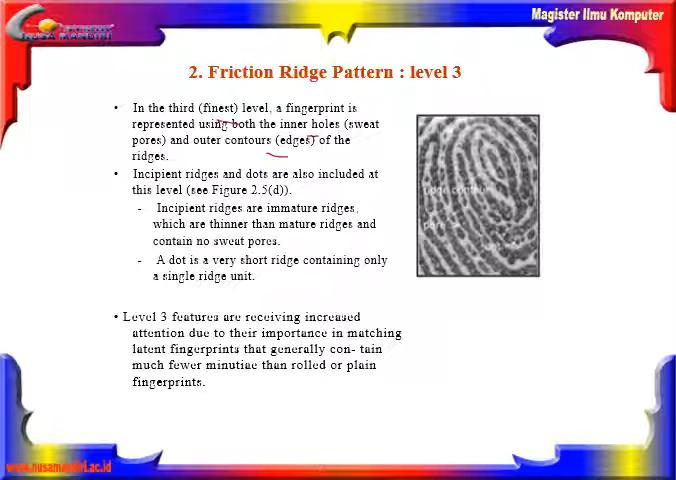 NUSA MANDIRI
Magister Ilmu Komputer
2. Friction Ridge Pattern : level 3
• In the third (finest) level, a fingerprint is
represented using both the inner holes (sweat
pores) and outer contours (edges) of the
ridges.
• Incipient ridges and dots are also included at
this level (see Figure 2.5(d)).
- Incipient ridges are immature ridges,
which are thinner than mature ridges and
contain no sweat pores.
- A dot is a very short ridge containing only
a single ridge unit.
ridge contour
pore
• Level 3 features are receiving increased
attention due to their importance in matching
latent fingerprints that generally con- tain
much fewer minutiae than rolled or plain
fingerprints.
www.nusamandiri.ac.id